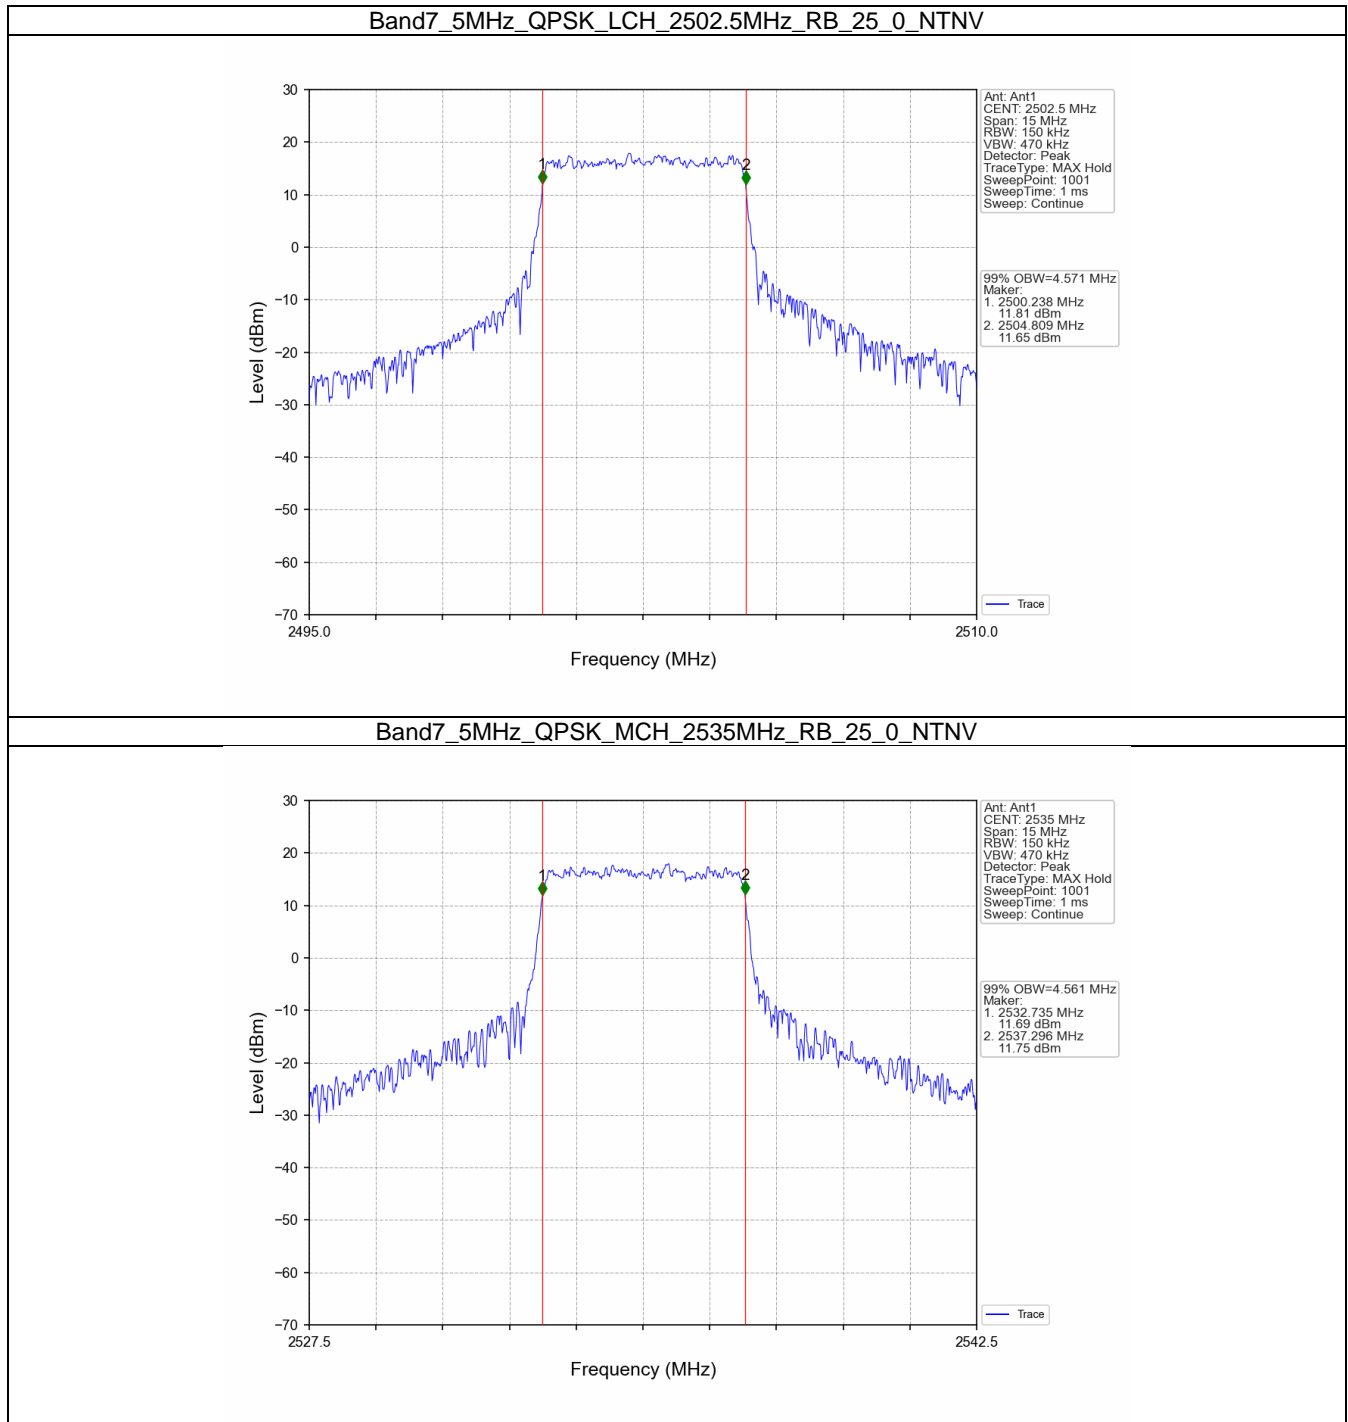 Band7_5MHz_QPSK_LCH_2502.5MHz_RB_25_0_NTNV
30
20
10
0
−10
−20
−30
−40
−50
−60
−70
Level (dBm)
1
2
2495.0
2510.0
Frequency (MHz)
Ant: Ant1
CENT: 2502.5 MHz
Span: 15 MHz
RBW: 150 kHz
VBW: 470 kHz
Detector: Peak
TraceType: MAX Hold
SweepPoint: 1001
SweepTime: 1 ms
Sweep: Continue
99% OBW=4.571 MHz
Maker:
1. 2500.238 MHz
11.81 dBm
2. 2504.809 MHz
11.65 dBm
Trace
Band7_5MHz_QPSK_MCH_2535MHz_RB_25_0_NTNV
30
20
10
0
−10
−20
−30
−40
−50
−60
−70
Level (dBm)
1
2
2527.5
2542.5
Frequency (MHz)
Ant: Ant1
CENT: 2535 MHz
Span: 15 MHz
RBW: 150 kHz
VBW: 470 kHz
Detector: Peak
TraceType: MAX Hold
SweepPoint: 1001
SweepTime: 1 ms
Sweep: Continue
99% OBW=4.561 MHz
Maker:
1. 2532.735 MHz
11.69 dBm
2. 2537.296 MHz
11.75 dBm
Trace